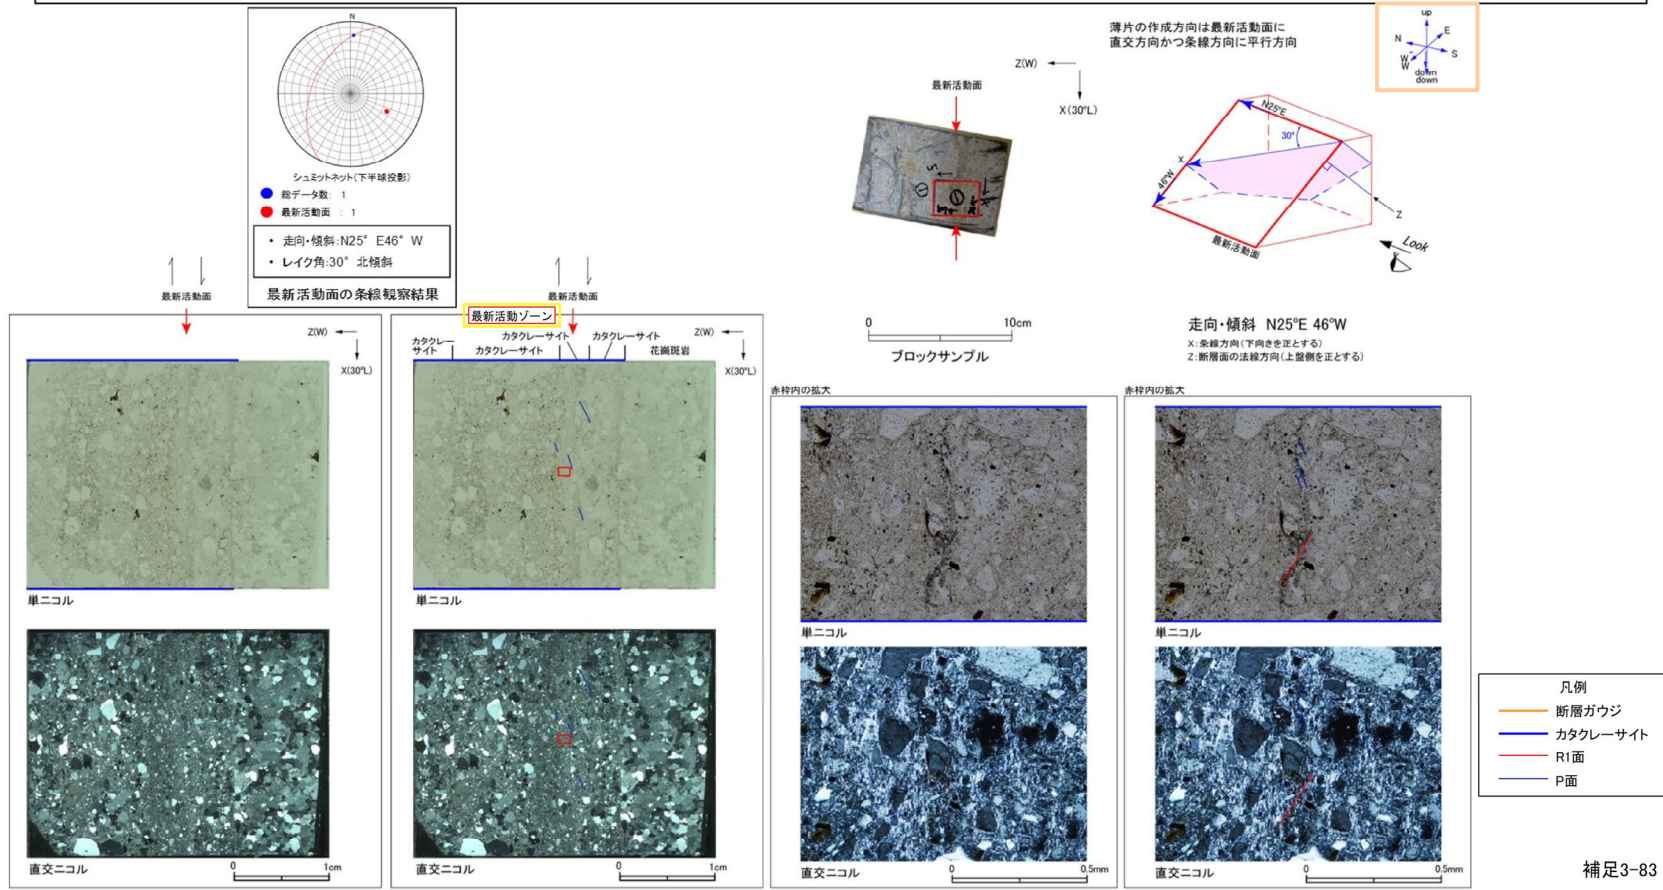 N
シュミットネット(下半球投影)
総データ数: 1
最新活動面 : 1
・ 走向・傾斜:N25°E46°W
・ レイク角:30°北傾斜
最新活動面の条線観察結果
薄片の作成方向は最新活動面に
直交方向かつ条線方向に平行方向
Z(W)
X(30°L)
最新活動面
0 10cm
ブロックサンプル
up
N
E
S
W
W
down
down
N25°E
30°
X
46°W
Z
最新活動面
Look
走向・傾斜 N25°E 46°W
X:条線方向(下向きを正とする)
Z:断層面の法線方向(上盤側を正とする)
最新活動面
Z(W)
X(30°L)
単ニコル
直交ニコル
0 1cm
最新活動面
最新活動ゾーン
カタクレーサイト
カタクレー
サイト
カタクレーサイト
カタクレーサイト
花崗斑岩
Z(W)
X(30°L)
単ニコル
直交ニコル
0 1cm
赤枠内の拡大
単ニコル
直交ニコル
0 0.5mm
赤枠内の拡大
単ニコル
直交ニコル
0 0.5mm
凡例
断層ガウジ
カタクレーサイト
R1面
P面
補足3-83